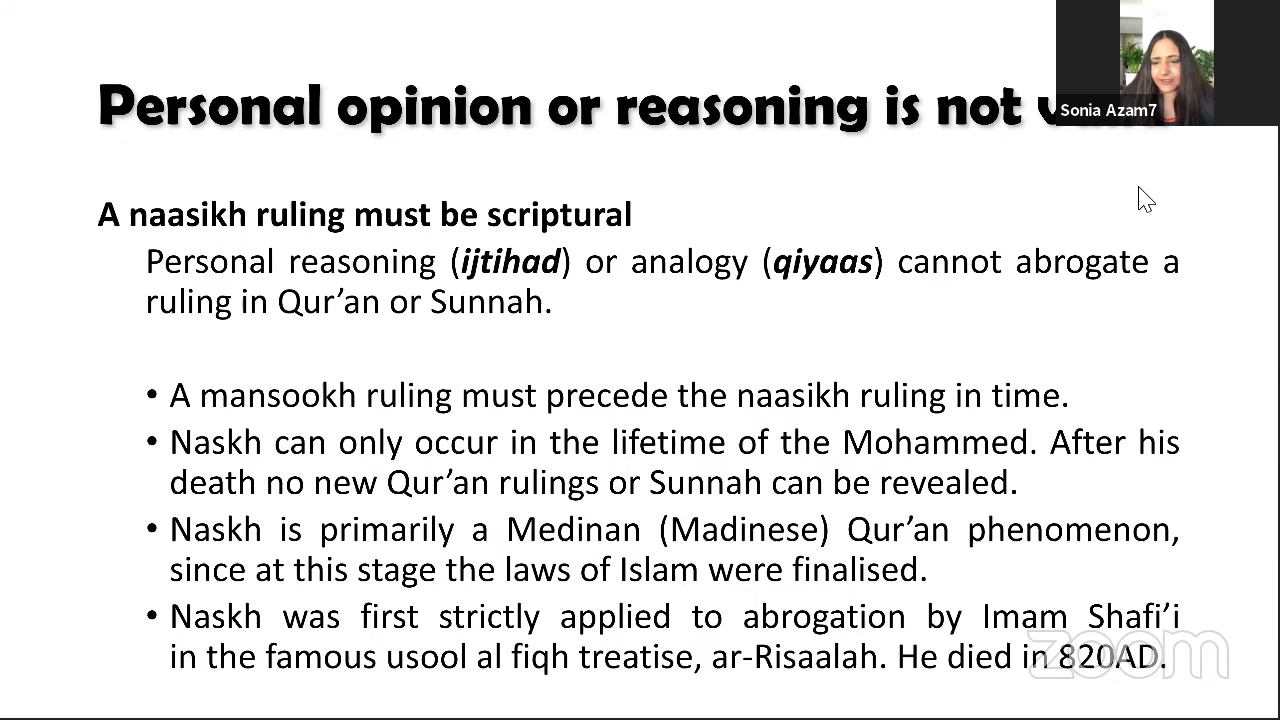 Personal opinion or reasoning is not
Sonia Azam7
A naasikh ruling must be scriptural
Personal reasoning (ijtihad) or analogy (qiyaas) cannot abrogate a
ruling in Qur’an or Sunnah.
• A mansookh ruling must precede the naasikh ruling in time.
• Naskh can only occur in the lifetime of the Mohammed. After his
death no new Qur’an rulings or Sunnah can be revealed.
• Naskh is primarily a Medinan (Madinese) Qur’an phenomenon,
since at this stage the laws of Islam were finalised.
• Naskh was first strictly applied to abrogation by Imam Shafi’i
in the famous usool al fiqh treatise, ar-Risaalah. He died in 820AD.
zoom